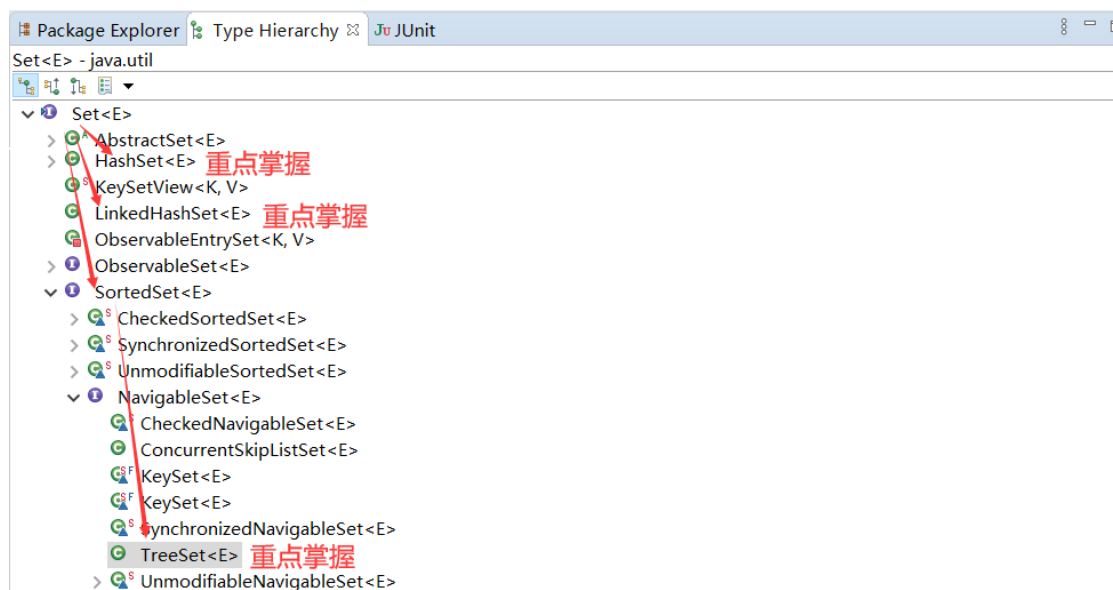 Package Explorer Type Hierarchy JUnit
Set<E> - java.util
Set<E>
AbstractSet<E>
HashSet<E> 重点掌握
KeySetView<K, V>
LinkedHashSet<E> 重点掌握
ObservableEntrySet<K, V>
ObservableSet<E>
SortedSet<E>
CheckedSortedSet<E>
SynchronizedSortedSet<E>
UnmodifiableSortedSet<E>
NavigableSet<E>
CheckedNavigableSet<E>
ConcurrentSkipListSet<E>
KeySet<E>
KeySet<E>
SynchronizedNavigableSet<E>
TreeSet<E> 重点掌握
UnmodifiableNavigableSet<E>